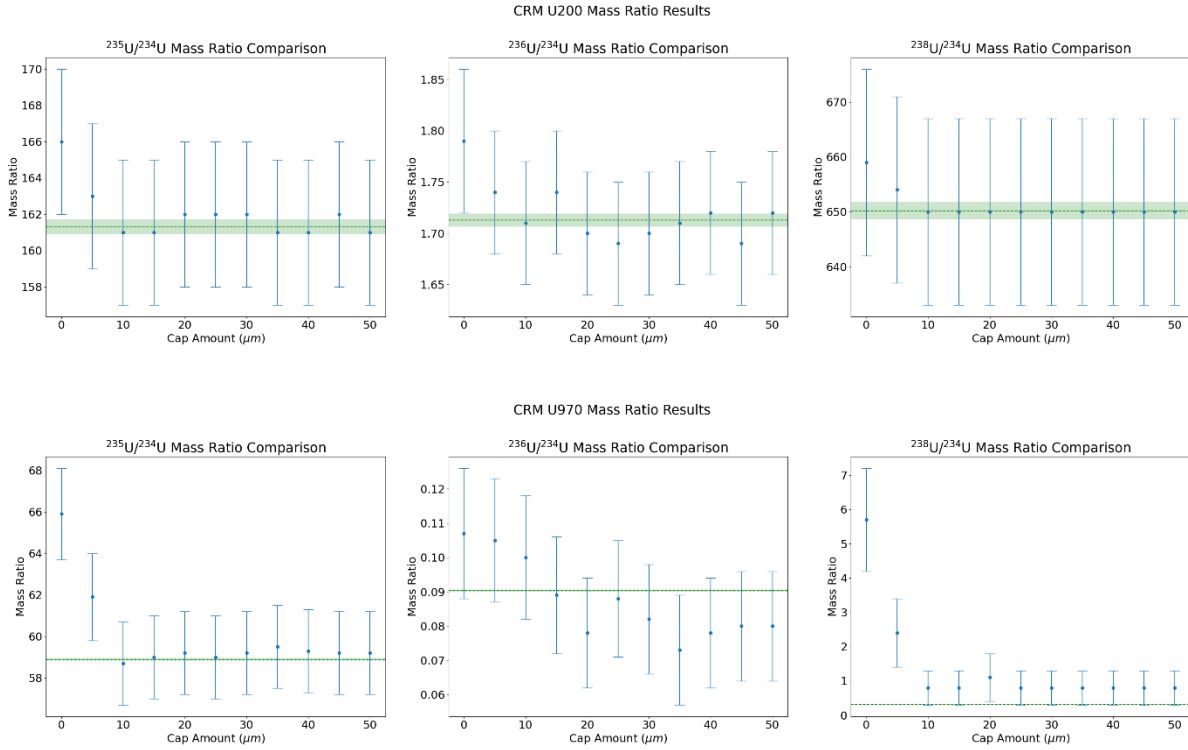 CRM U200 Mass Ratio Results
²³⁵U/²³⁴U Mass Ratio Comparison
Mass Ratio
170
168
166
164
162
160
158
0 10 20 30 40 50
Cap Amount (μm)
²³⁶U/²³⁴U Mass Ratio Comparison
Mass Ratio
1.85
1.80
1.75
1.70
1.65
0 10 20 30 40 50
Cap Amount (μm)
²³⁸U/²³⁴U Mass Ratio Comparison
Mass Ratio
670
660
650
640
0 10 20 30 40 50
Cap Amount (μm)
CRM U970 Mass Ratio Results
²³⁵U/²³⁴U Mass Ratio Comparison
Mass Ratio
68
66
64
62
60
58
0 10 20 30 40 50
Cap Amount (μm)
²³⁶U/²³⁴U Mass Ratio Comparison
Mass Ratio
0.12
0.11
0.10
0.09
0.08
0.07
0.06
0 10 20 30 40 50
Cap Amount (μm)
²³⁸U/²³⁴U Mass Ratio Comparison
Mass Ratio
7
6
5
4
3
2
1
0
0 10 20 30 40 50
Cap Amount (μm)